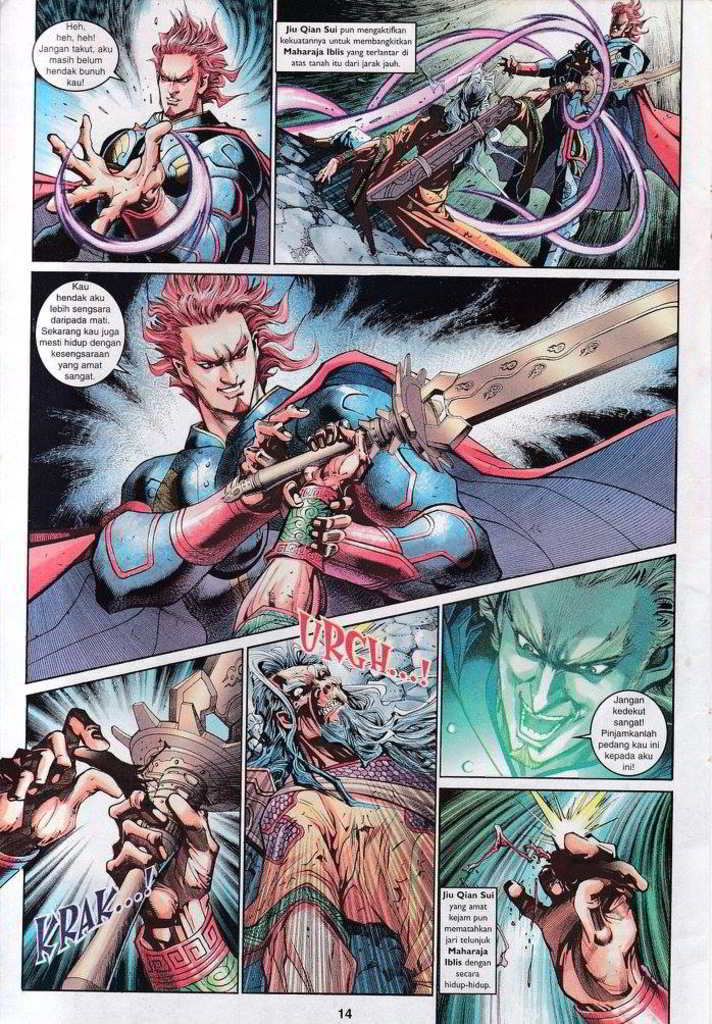 Heh,
heh, heh!
Jangan takut, aku
masih belum
hendak bunuh
kau!
Jiu Qian Sui pun mengaktifkan
kekuatannya untuk membangkitkan
Maharaja Iblis yang terlantar di
atas tanah itu dari jarak jauh.
Kau
hendak aku
lebih sengsara
daripada mati.
Sekarang kau juga
mesti hidup dengan
kesengsaraan
yang amat
sangat.
URGH...!
Jangan
kedekut
sangat!
Pinjamkanlah
pedang kau ini
kepada aku
ini!
KRAK...!
Jiu Qian Sui
yang amat
kejam pun
mematahkan
jari telunjuk
Maharaja
Iblis dengan
secara
hidup-hidup.
14